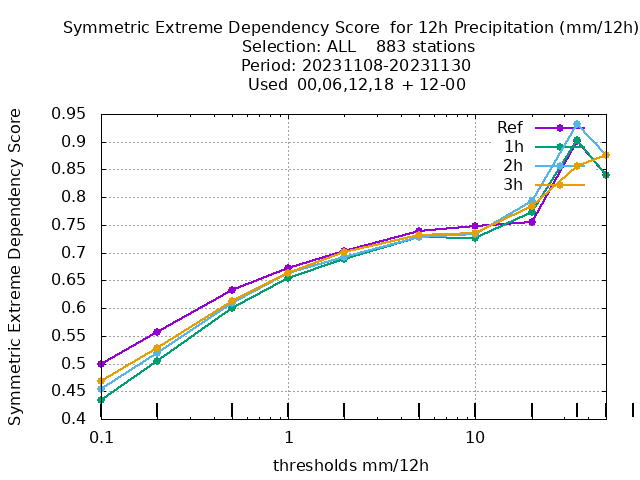 Symmetric Extreme Dependency Score  for 12h Precipitation (mm/12h)
Selection: ALL    883 stations
Period: 20231108-20231130
Used  00,06,12,18  + 12-00
Symmetric Extreme Dependency Score
0.95
0.9
0.85
0.8
0.75
0.7
0.65
0.6
0.55
0.5
0.45
0.4
Ref
1h
2h
3h
0.1
1
10
thresholds mm/12h